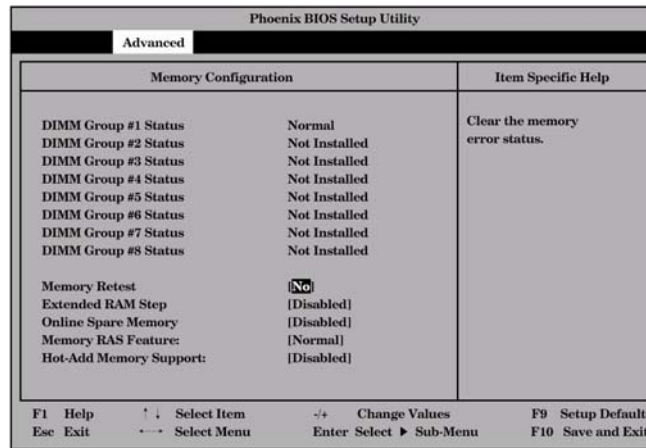 Phoenix BIOS Setup Utility
Advanced
Memory Configuration
Item Specific Help
DIMM Group #1 Status Normal
DIMM Group #2 Status Not Installed
DIMM Group #3 Status Not Installed
DIMM Group #4 Status Not Installed
DIMM Group #5 Status Not Installed
DIMM Group #6 Status Not Installed
DIMM Group #7 Status Not Installed
DIMM Group #8 Status Not Installed
Memory Retest [No]
Extended RAM Step [Disabled]
Online Spare Memory [Disabled]
Memory RAS Feature: [Normal]
Hot-Add Memory Support: [Disabled]
Clear the memory
error status.
F1 Help ↑ ↓ Select Item -/+ Change Values F9 Setup Default
Esc Exit ←→ Select Menu Enter Select ▶ Sub-Menu F10 Save and Exit